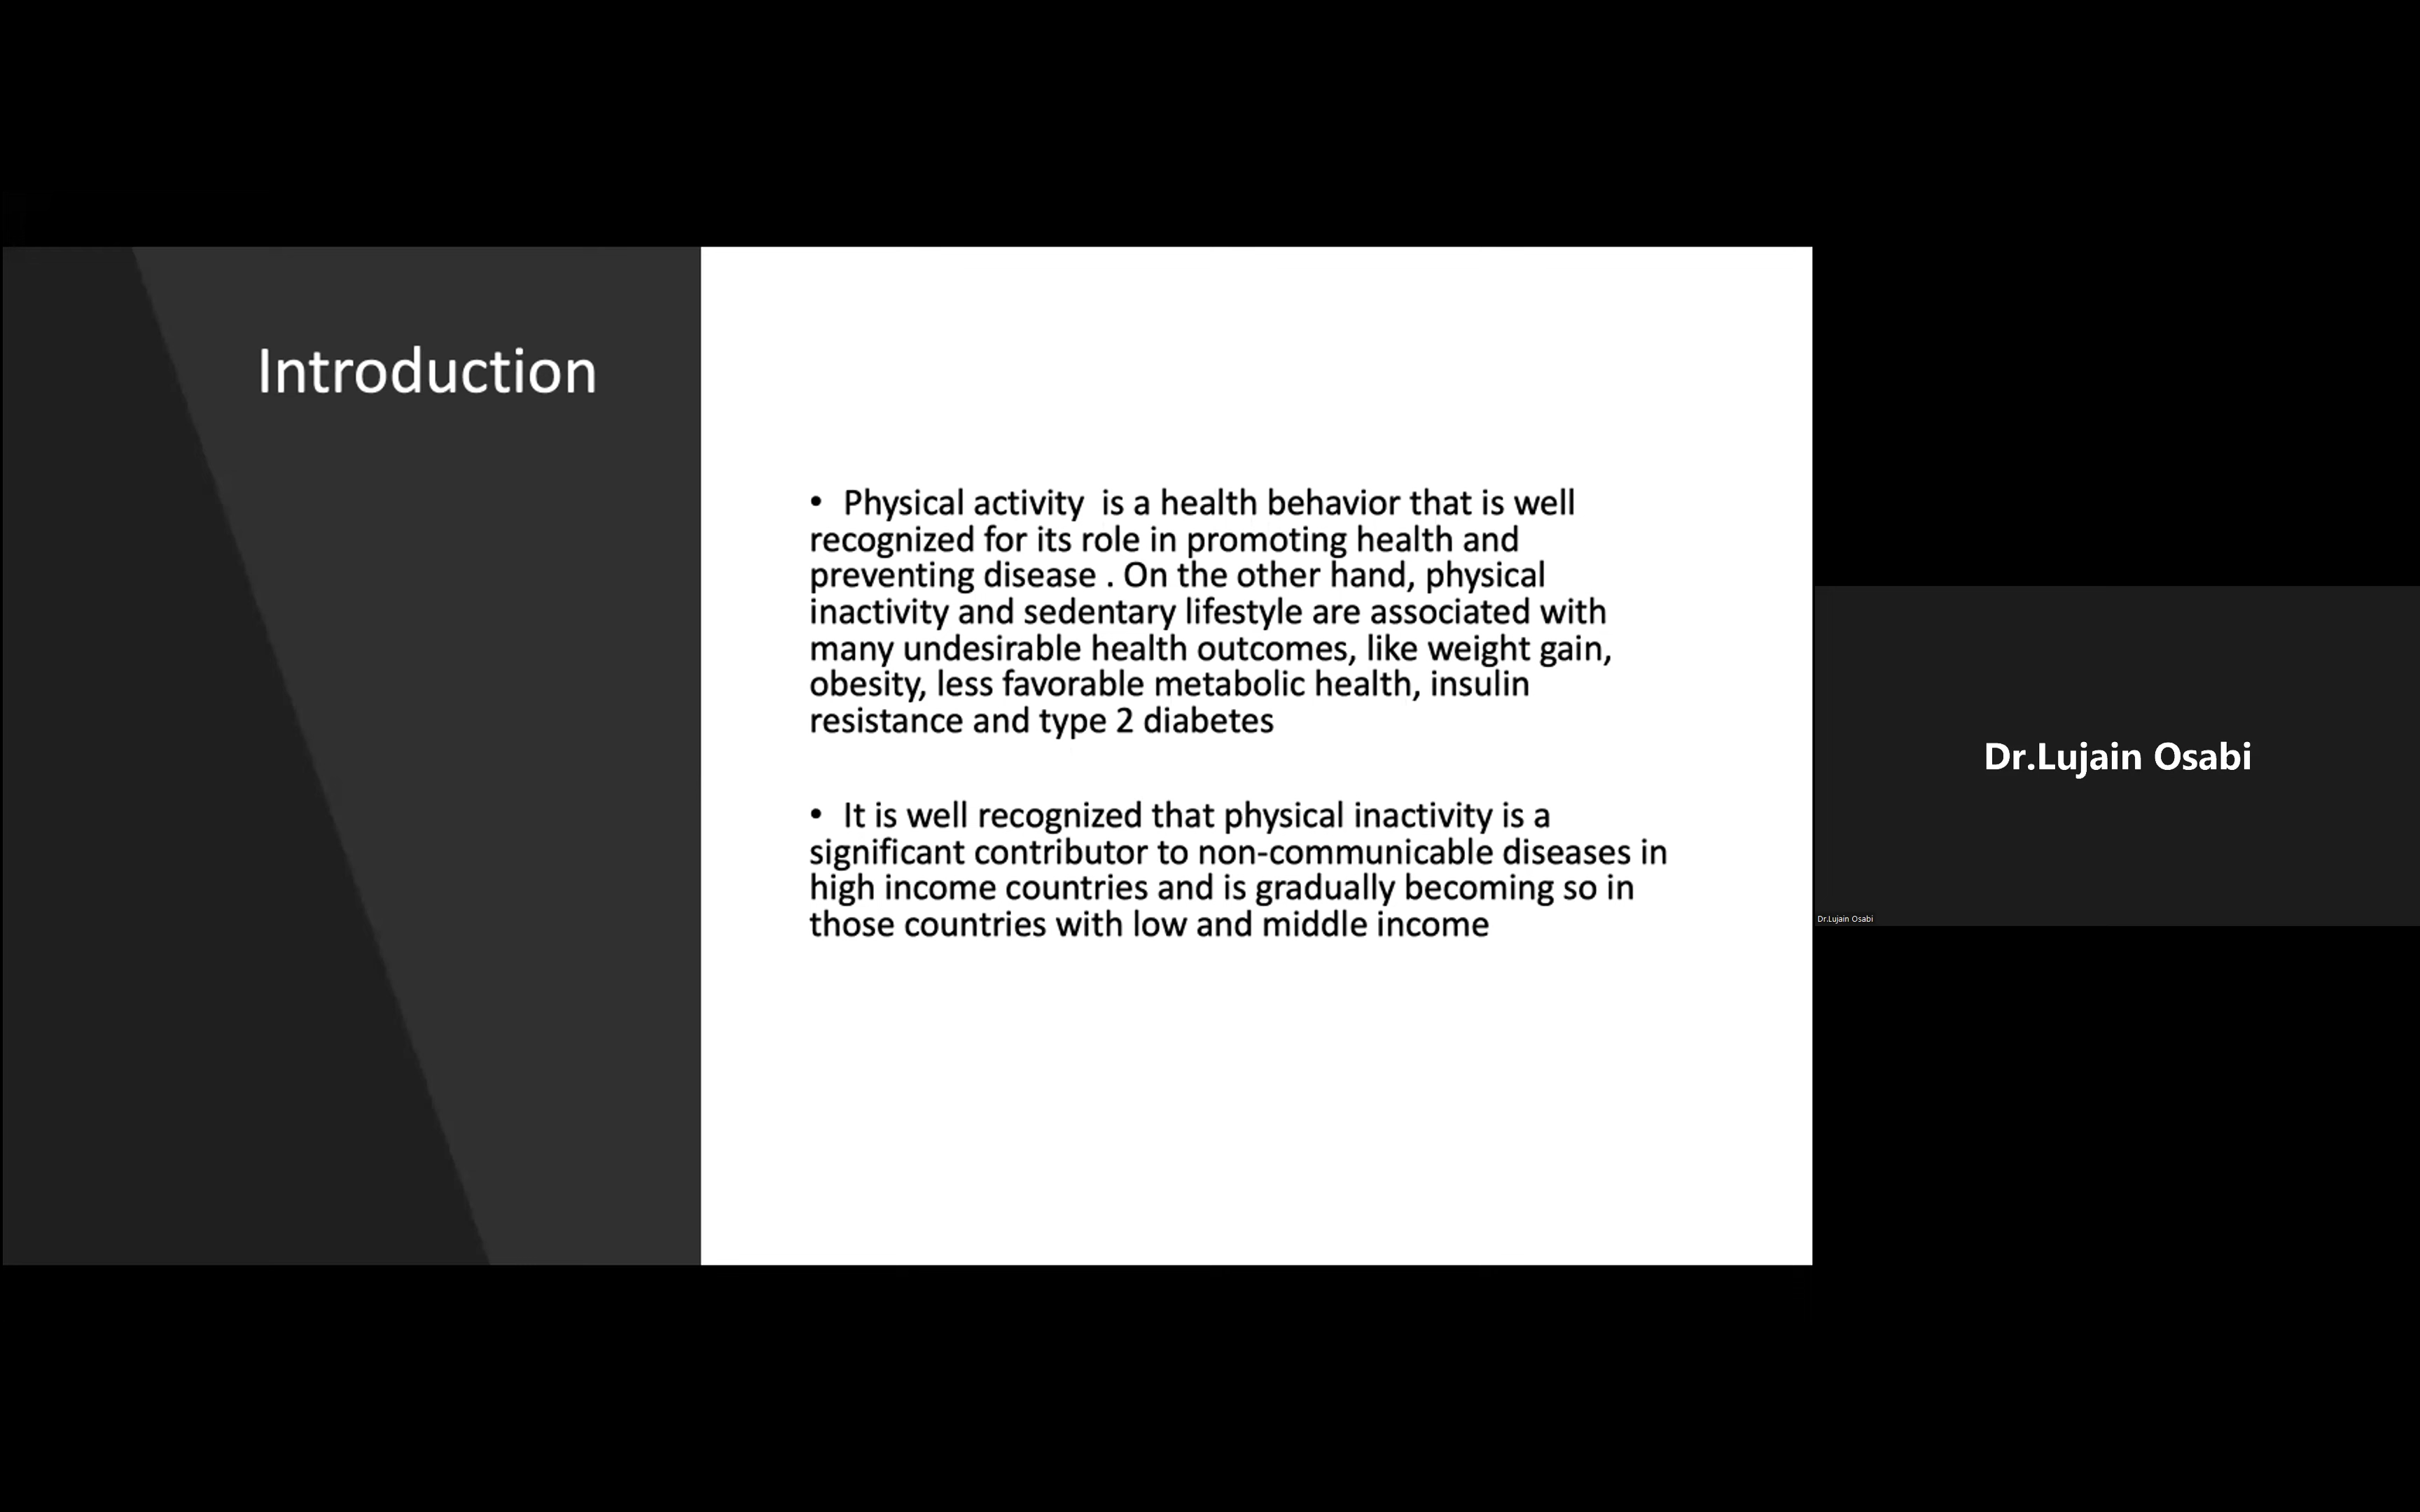 Introduction
• Physical activity  is a health behavior that is well
recognized for its role in promoting health and
preventing disease . On the other hand, physical
inactivity and sedentary lifestyle are associated with
many undesirable health outcomes, like weight gain,
obesity, less favorable metabolic health, insulin
resistance and type 2 diabetes
• It is well recognized that physical inactivity is a
significant contributor to non-communicable diseases in
high income countries and is gradually becoming so in
those countries with low and middle income
Dr.Lujain Osabi
Dr.Lujain Osabi